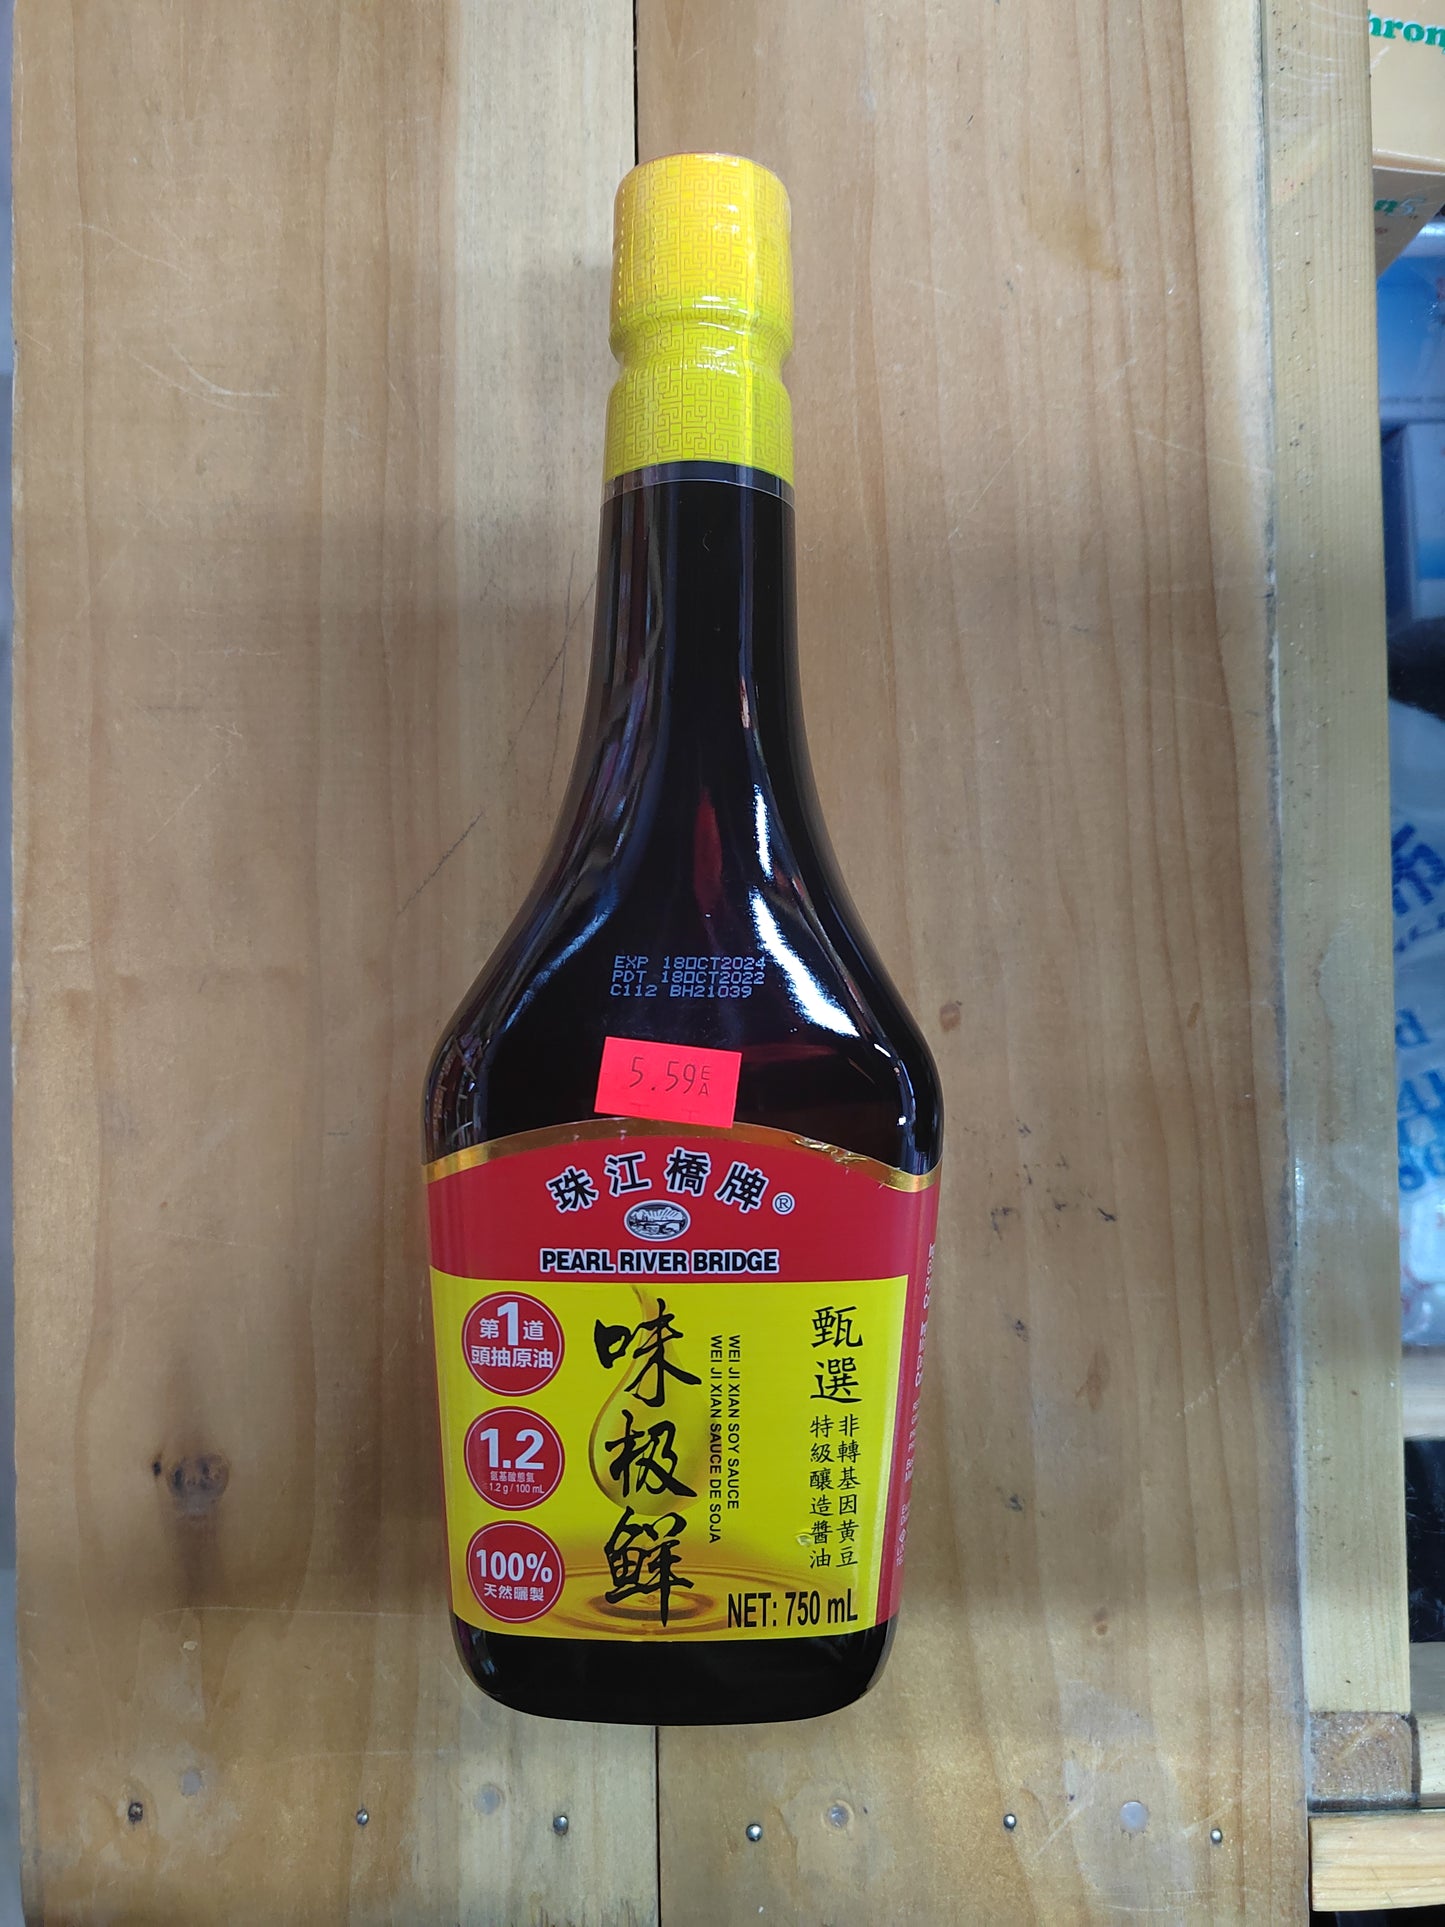 EXP 18OCT2024
PDT 18OCT2022
C112 BH21039
5.59 EA
珠江橋牌®
PEARL RIVER BRIDGE
第1道
頭抽原油
1.2
氨基酸態氮
≥1.2 g / 100 mL
100%
天然曬製
味极鲜
WEI JI XIAN SOY SAUCE
WEI JI XIAN SAUCE DE SOJA
甄選
非轉基因黄豆
特級釀造醬油
NET: 750 mL